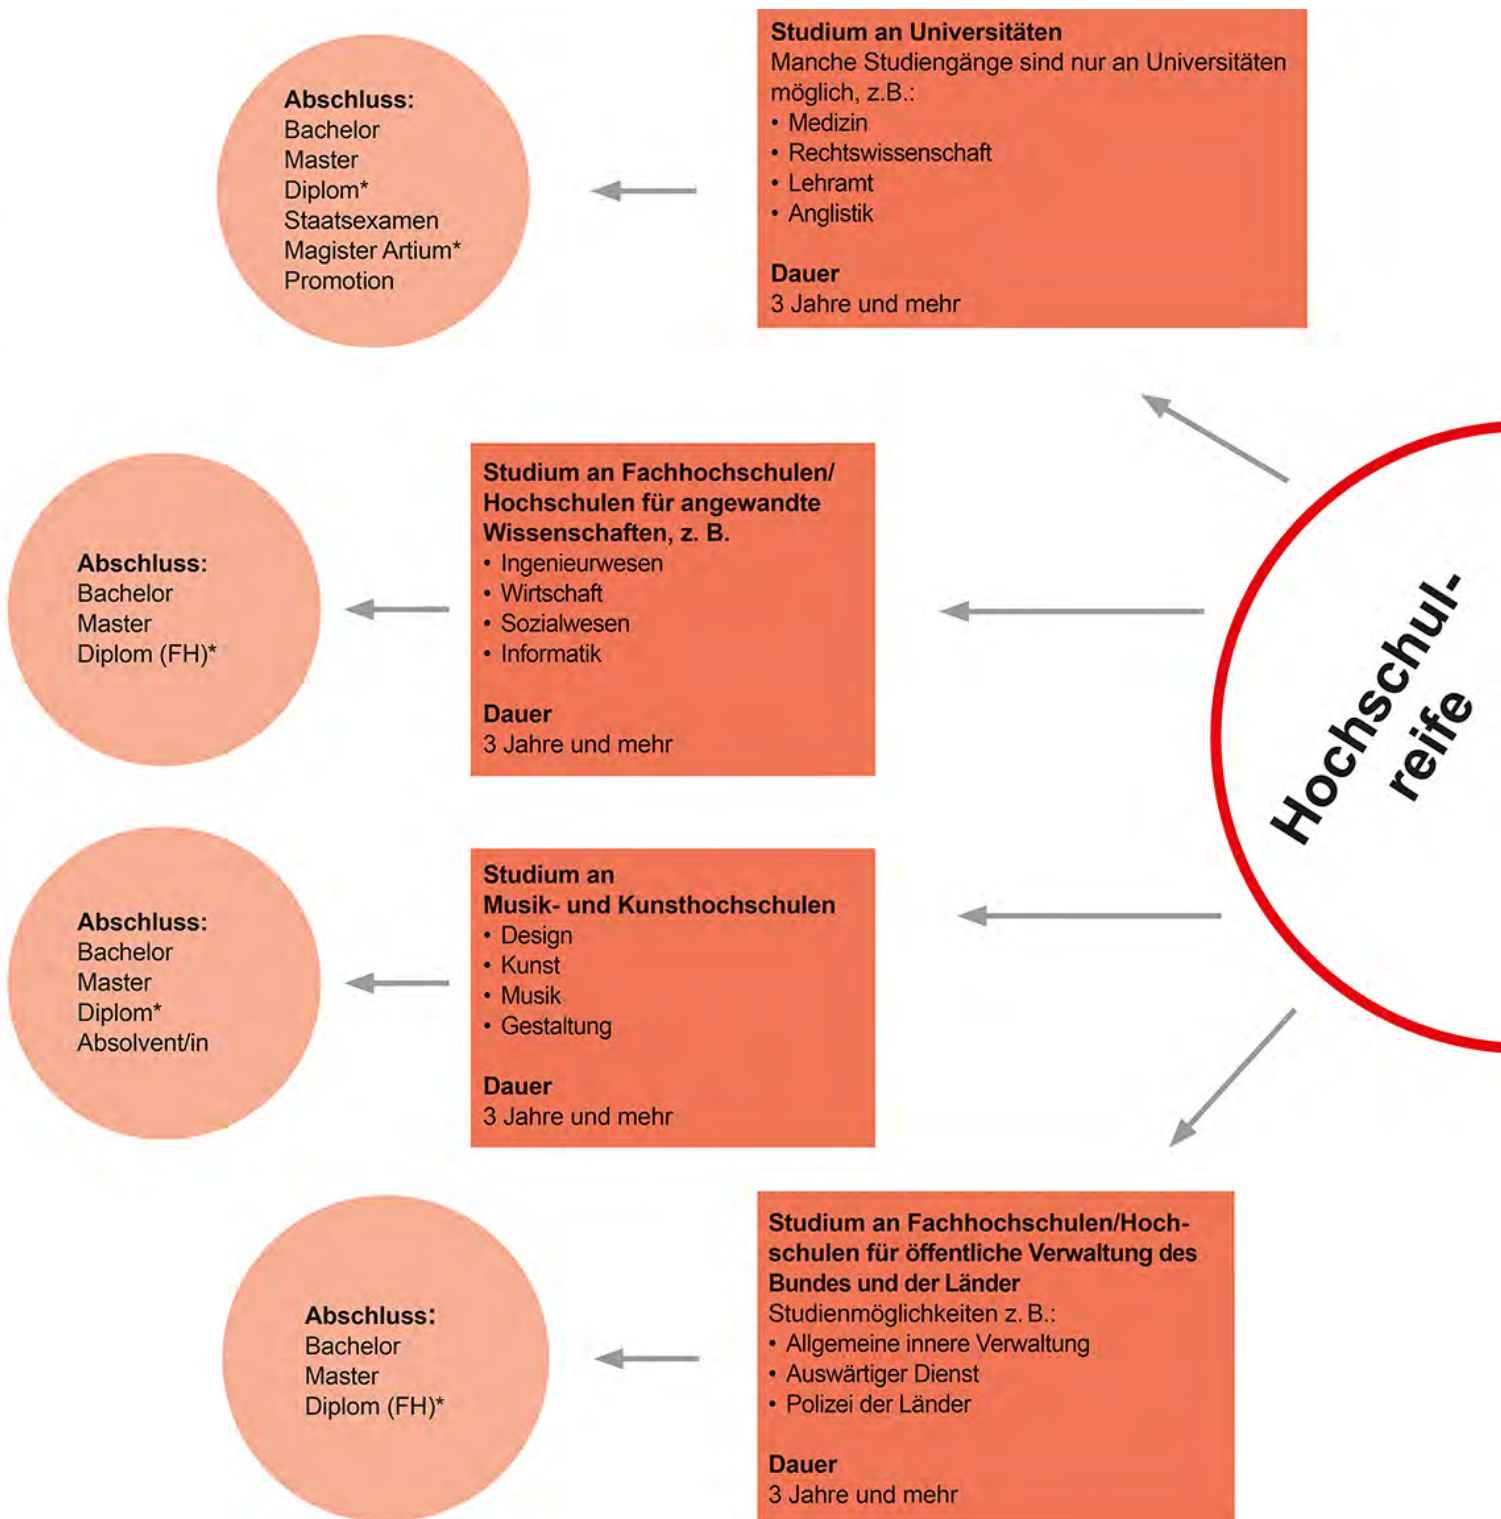 Studium an Universitäten
Manche Studiengänge sind nur an Universitäten
möglich, z.B.:
• Medizin
• Rechtswissenschaft
• Lehramt
• Anglistik
Dauer
3 Jahre und mehr
Abschluss:
Bachelor
Master
Diplom*
Staatsexamen
Magister Artium*
Promotion
Studium an Fachhochschulen/
Hochschulen für angewandte
Wissenschaften, z. B.
• Ingenieurwesen
• Wirtschaft
• Sozialwesen
• Informatik
Dauer
3 Jahre und mehr
Abschluss:
Bachelor
Master
Diplom (FH)*
Hochschul-
reife
Studium an
Musik- und Kunsthochschulen
• Design
• Kunst
• Musik
• Gestaltung
Dauer
3 Jahre und mehr
Abschluss:
Bachelor
Master
Diplom*
Absolvent/in
Studium an Fachhochschulen/Hoch-
schulen für öffentliche Verwaltung des
Bundes und der Länder
Studienmöglichkeiten z. B.:
• Allgemeine innere Verwaltung
• Auswärtiger Dienst
• Polizei der Länder
Dauer
3 Jahre und mehr
Abschluss:
Bachelor
Master
Diplom (FH)*